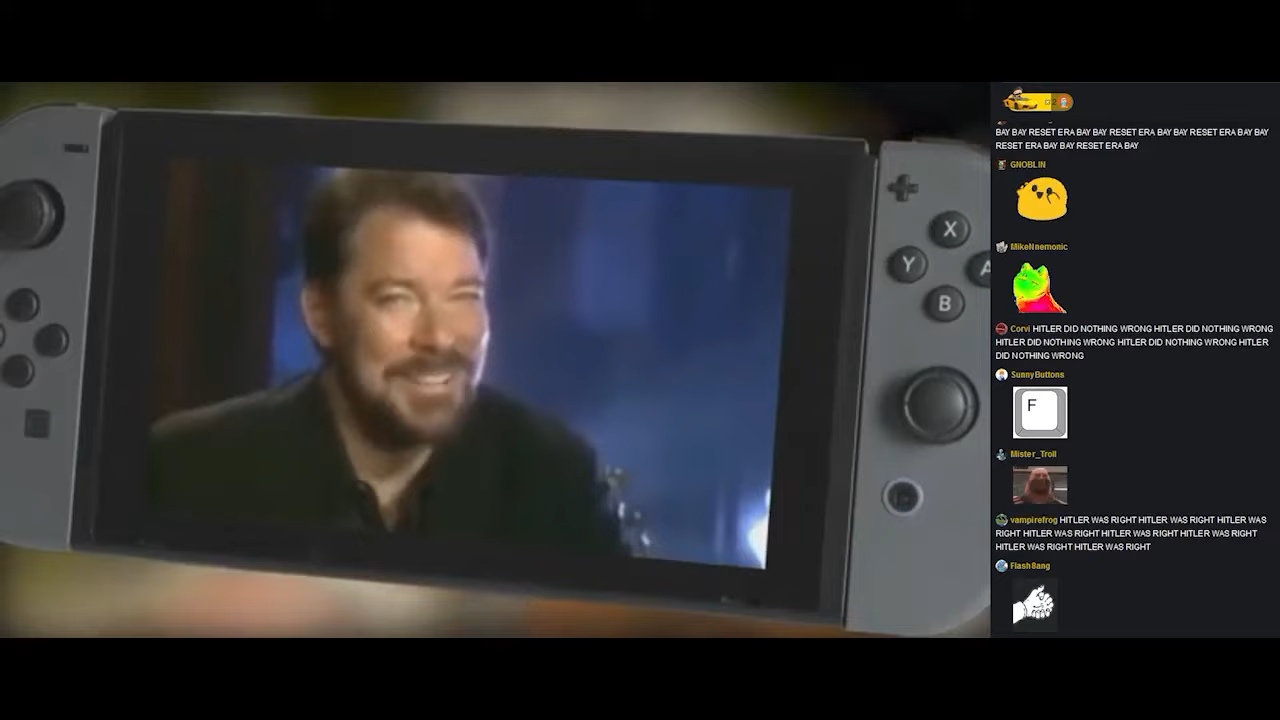 X
Y
A
B
BAY BAY RESET ERA BAY BAY RESET ERA BAY BAY RESET ERA BAY BAY
RESET ERA BAY BAY RESET ERA BAY
GNOBLIN
MikeNnemonic
Corvi HITLER DID NOTHING WRONG HITLER DID NOTHING WRONG
HITLER DID NOTHING WRONG HITLER DID NOTHING WRONG HITLER
DID NOTHING WRONG
SunnyButtons
F
Mister_Troll
vampirefrog HITLER WAS RIGHT HITLER WAS RIGHT HITLER WAS
RIGHT HITLER WAS RIGHT HITLER WAS RIGHT HITLER WAS RIGHT
HITLER WAS RIGHT HITLER WAS RIGHT
Flash8ang